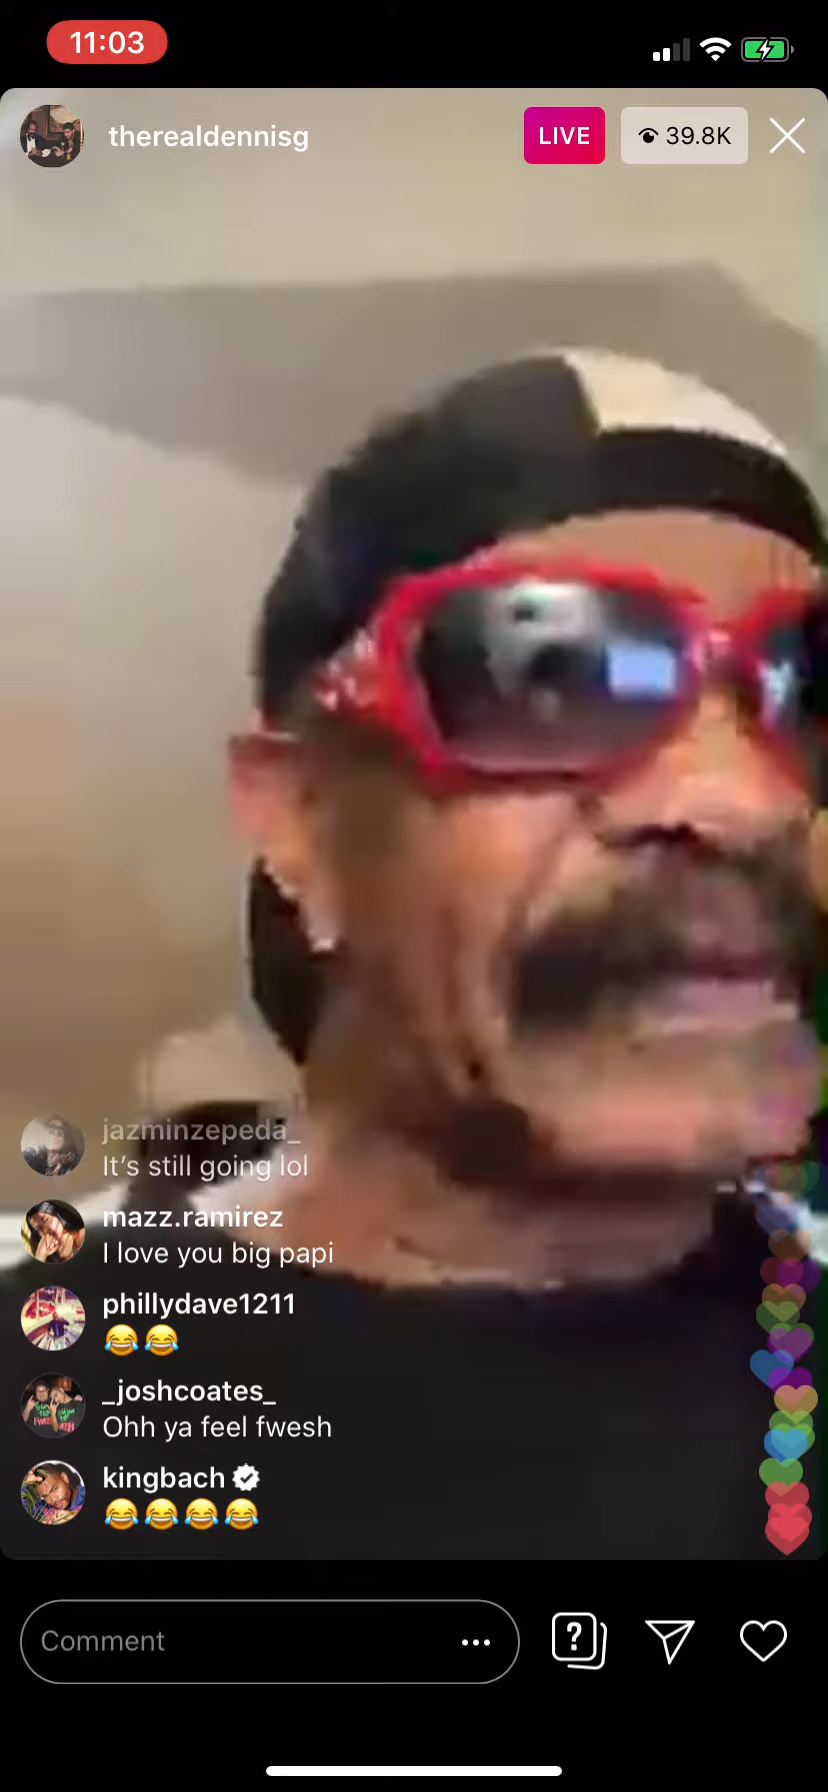 11:03
therealdennisg
LIVE
39.8K
jazminzepeda_
It's still going lol
mazz.ramirez
I love you big papi
phillydave1211
😂😂
_joshcoates_
Ohh ya feel fwesh
kingbach
😂😂😂😂
Comment